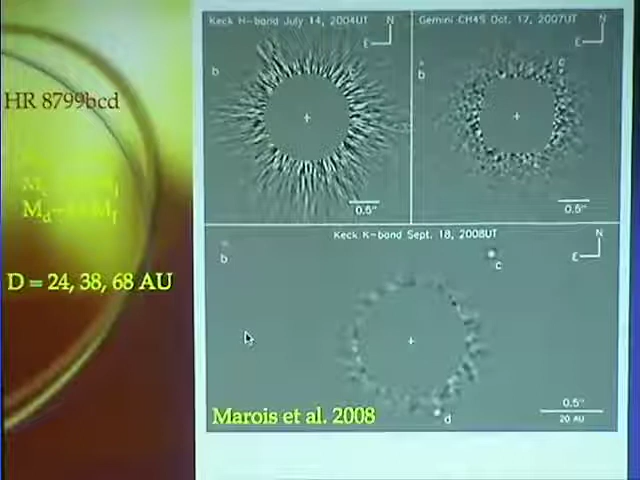 HR 8799bcd
D = 24, 38, 68 AU
Keck H-band July 14, 2004UT
N
E
b
0.5"
Gemini CH4S Oct. 17, 2007UT
N
E
b
c
0.5"
Keck K-band Sept. 18, 2008UT
N
E
b
c
d
0.5"
20 AU
Marois et al. 2008